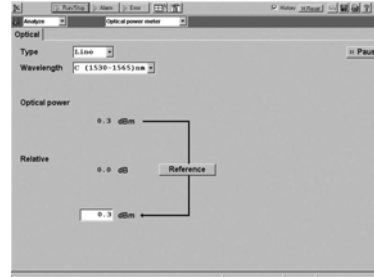 Run/Stop Alarm Error History H.Reset ?
Analyze Optical power meter
Optical
Type Line Pause
Wavelength C (1530-1565)nm
Optical power
0.3 dBm
Relative
0.0 dB Reference
0.3 dBm